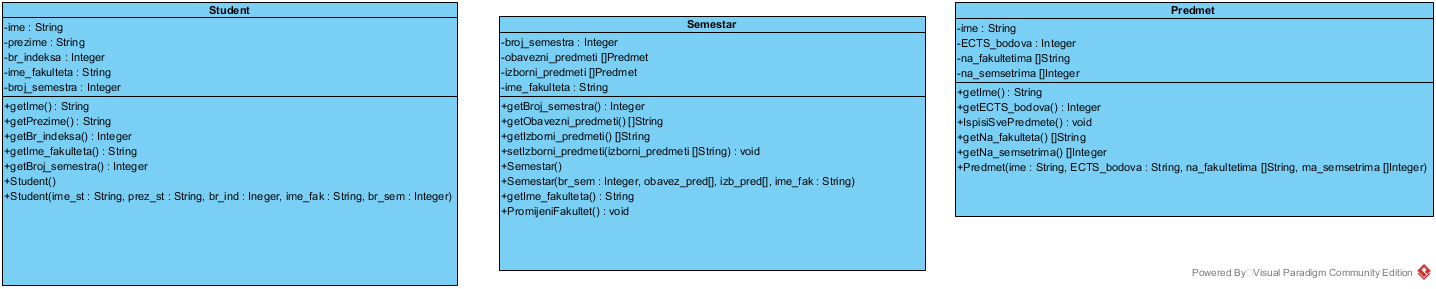 Student
-ime : String
-prezime : String
-br_indeksa : Integer
-ime_fakulteta : String
-broj_semestra : Integer
+getIme() : String
+getPrezime() : String
+getBr_indeksa() : Integer
+getIme_fakulteta() : String
+getBroj_semestra() : Integer
+Student()
+Student(ime_st : String, prez_st : String, br_ind : Ineger, ime_fak : String, br_sem : Integer)
Semestar
-broj_semestra : Integer
-obavezni_predmeti []Predmet
-izborni_predmeti []Predmet
-ime_fakulteta : String
+getBroj_semestra() : Integer
+getObavezni_predmeti() []String
+getIzborni_predmeti() []String
+setIzborni_predmeti(izborni_predmeti []String) : void
+Semestar()
+Semestar(br_sem : Integer, obavez_pred[], izb_pred[], ime_fak : String)
+getIme_fakulteta() : String
+PromijeniFakultet() : void
Predmet
-ime : String
-ECTS_bodova : Integer
-na_fakultetima []String
-na_semsetrima []Integer
+getIme() : String
+getECTS_bodova() : Integer
+IspisiSvePredmete() : void
+getNa_fakulteta() []String
+getNa_semsetrima() []Integer
+Predmet(ime : String, ECTS_bodova : String, na_fakultetima []String, ma_semsetrima []Integer)
Powered By Visual Paradigm Community Edition